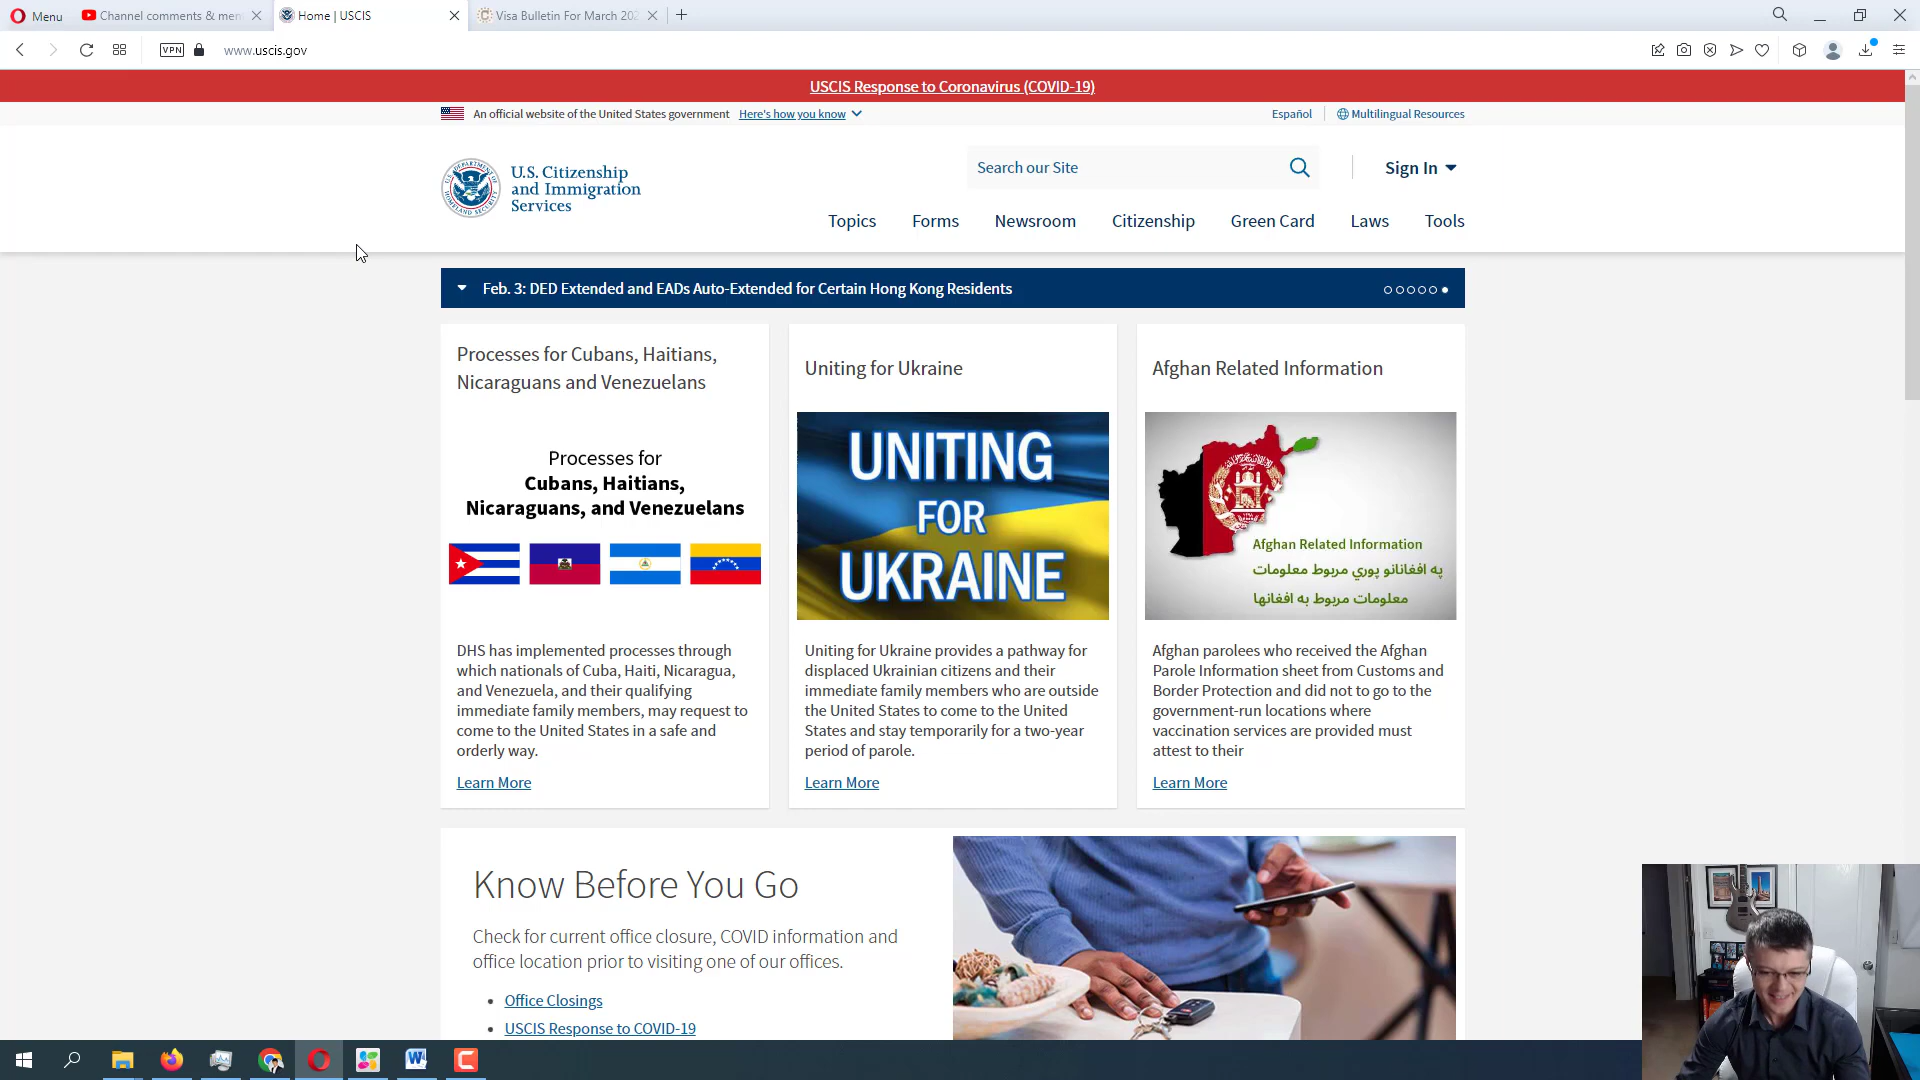 Menu
Channel comments & men
Home | USCIS
Visa Bulletin For March 202
VPN
www.uscis.gov
USCIS Response to Coronavirus (COVID-19)
An official website of the United States government Here's how you know
Español
Multilingual Resources
U.S. Citizenship
and Immigration
Services
Search our Site
Sign In
Topics
Forms
Newsroom
Citizenship
Green Card
Laws
Tools
Feb. 3: DED Extended and EADs Auto-Extended for Certain Hong Kong Residents
Processes for Cubans, Haitians,
Nicaraguans and Venezuelans
Processes for
Cubans, Haitians,
Nicaraguans, and Venezuelans
DHS has implemented processes through
which nationals of Cuba, Haiti, Nicaragua,
and Venezuela, and their qualifying
immediate family members, may request to
come to the United States in a safe and
orderly way.
Learn More
Uniting for Ukraine
UNITING
FOR
UKRAINE
Uniting for Ukraine provides a pathway for
displaced Ukrainian citizens and their
immediate family members who are outside
the United States to come to the United
States and stay temporarily for a two-year
period of parole.
Learn More
Afghan Related Information
Afghan Related Information
په افغانانو پورې مربوط معلومات
معلومات مربوط به افغانها
Afghan parolees who received the Afghan
Parole Information sheet from Customs and
Border Protection and did not to go to the
government-run locations where
vaccination services are provided must
attest to their
Learn More
Know Before You Go
Check for current office closure, COVID information and
office location prior to visiting one of our offices.
Office Closings
USCIS Response to COVID-19